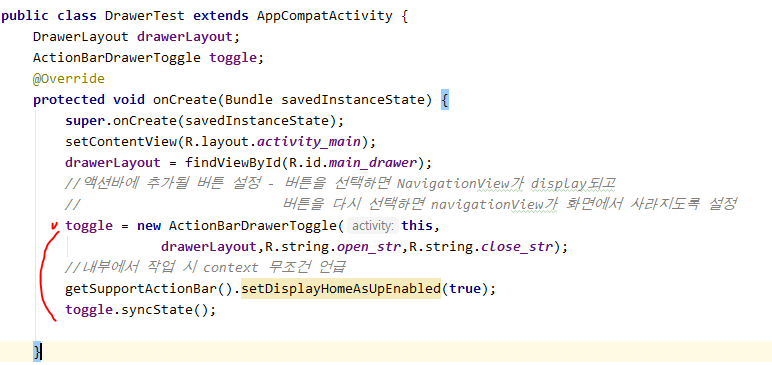 public class DrawerTest extends AppCompatActivity {
DrawerLayout drawerLayout;
ActionBarDrawerToggle toggle;
@Override
protected void onCreate(Bundle savedInstanceState) {
super.onCreate(savedInstanceState);
setContentView(R.layout.activity_main);
drawerLayout = findViewById(R.id.main_drawer);
//액션바에 추가될 버튼 설정 - 버튼을 선택하면 NavigationView가 display되고
// 버튼을 다시 선택하면 navigationView가 화면에서 사라지도록 설정
toggle = new ActionBarDrawerToggle( activity: this,
drawerLayout,R.string.open_str,R.string.close_str);
//내부에서 작업 시 context 무조건 언급
getSupportActionBar().setDisplayHomeAsUpEnabled(true);
toggle.syncState();
}